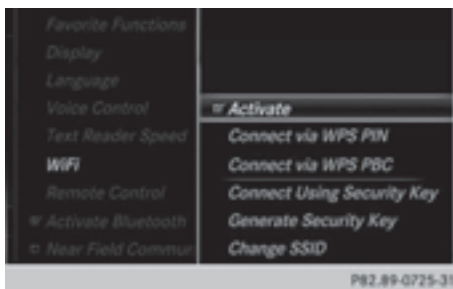 Favorite Functions
Display
Language
Voice Control
Text Reader Speed
WiFi
Remote Control
Activate Bluetooth
Near Field Commun
Activate
Connect via WPS PIN
Connect via WPS PBC
Connect Using Security Key
Generate Security Key
Change SSID
P82.89-0725-31